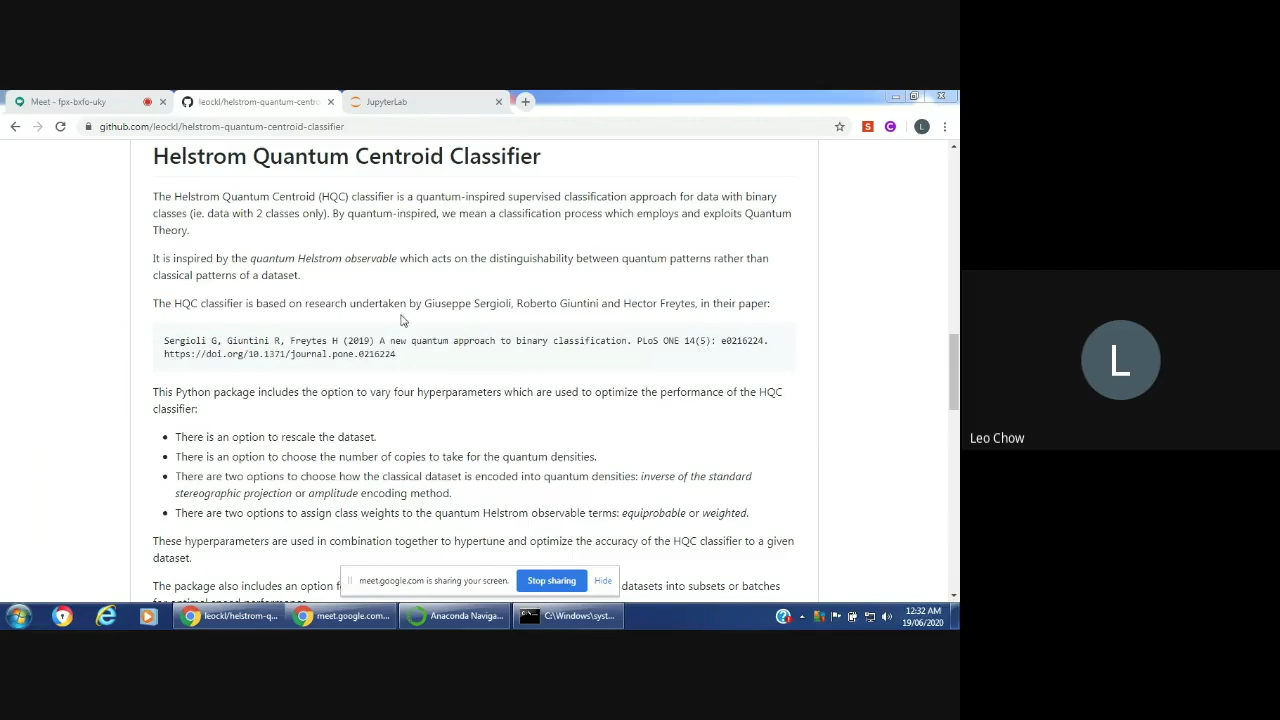 Meet - fpx-bxfo-uky
leockl/helstrom-quantum-centr
JupyterLab
github.com/leockl/helstrom-quantum-centroid-classifier
S
C
L
Helstrom Quantum Centroid Classifier
The Helstrom Quantum Centroid (HQC) classifier is a quantum-inspired supervised classification approach for data with binary
classes (ie. data with 2 classes only). By quantum-inspired, we mean a classification process which employs and exploits Quantum
Theory.
It is inspired by the quantum Helstrom observable which acts on the distinguishability between quantum patterns rather than
classical patterns of a dataset.
The HQC classifier is based on research undertaken by Giuseppe Sergioli, Roberto Giuntini and Hector Freytes, in their paper:
Sergioli G, Giuntini R, Freytes H (2019) A new quantum approach to binary classification. PLoS ONE 14(5): e0216224.
https://doi.org/10.1371/journal.pone.0216224
This Python package includes the option to vary four hyperparameters which are used to optimize the performance of the HQC
classifier:
There is an option to rescale the dataset.
There is an option to choose the number of copies to take for the quantum densities.
There are two options to choose how the classical dataset is encoded into quantum densities: inverse of the standard
stereographic projection or amplitude encoding method.
There are two options to assign class weights to the quantum Helstrom observable terms: equiprobable or weighted.
These hyperparameters are used in combination together to hypertune and optimize the accuracy of the HQC classifier to a given
dataset.
The package also includes an option datasets into subsets or batches
for optimal speed performance
meet.google.com is sharing your screen.
Stop sharing
Hide
leockl/helstrom-q...
meet.google.com...
Anaconda Naviga...
C:\Windows\syst...
12:32 AM
19/06/2020
L
Leo Chow